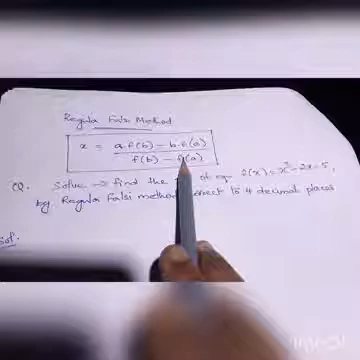 Regula Falsi Method
x = a.f(b) - b.f(a) / f(b) - f(a)
Q. Solve → find the of eqn f(x) = x³-2x-5,
by Regula Falsi method correct to 4 decimal places
Sol.